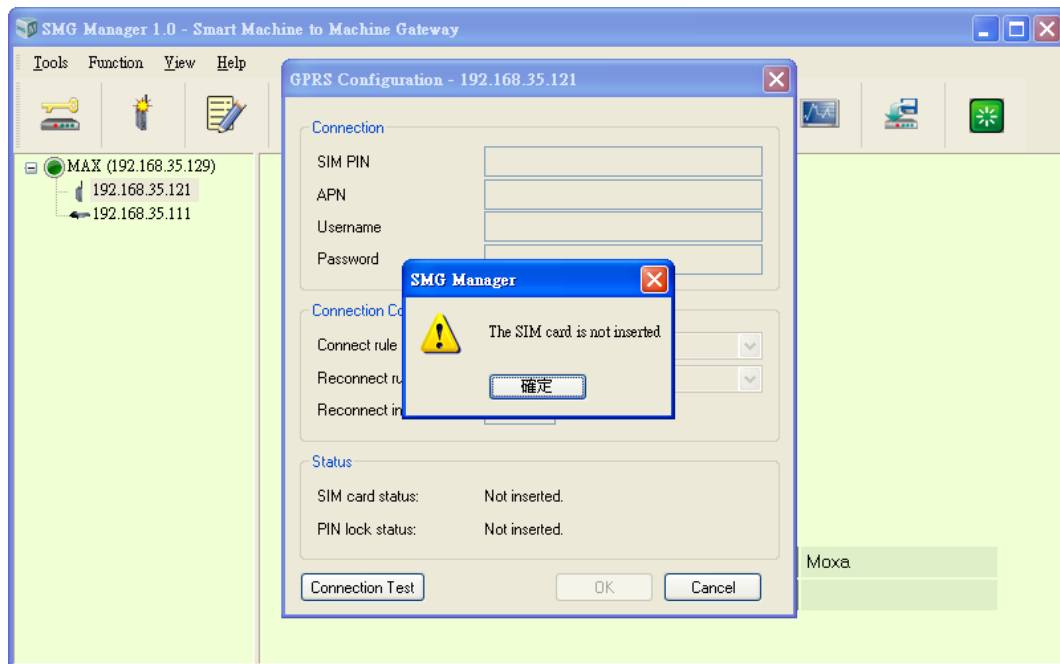 SMG Manager 1.0 - Smart Machine to Machine Gateway
Tools Function View Help
MAX (192.168.35.129)
192.168.35.121
192.168.35.111
GPRS Configuration - 192.168.35.121
Connection
SIM PIN
APN
Username
Password
SMG Manager
The SIM card is not inserted
確定
Connection Co
Connect rule
Reconnect ru
Reconnect in
Status
SIM card status: Not inserted.
PIN lock status: Not inserted.
Connection Test OK Cancel
Moxa